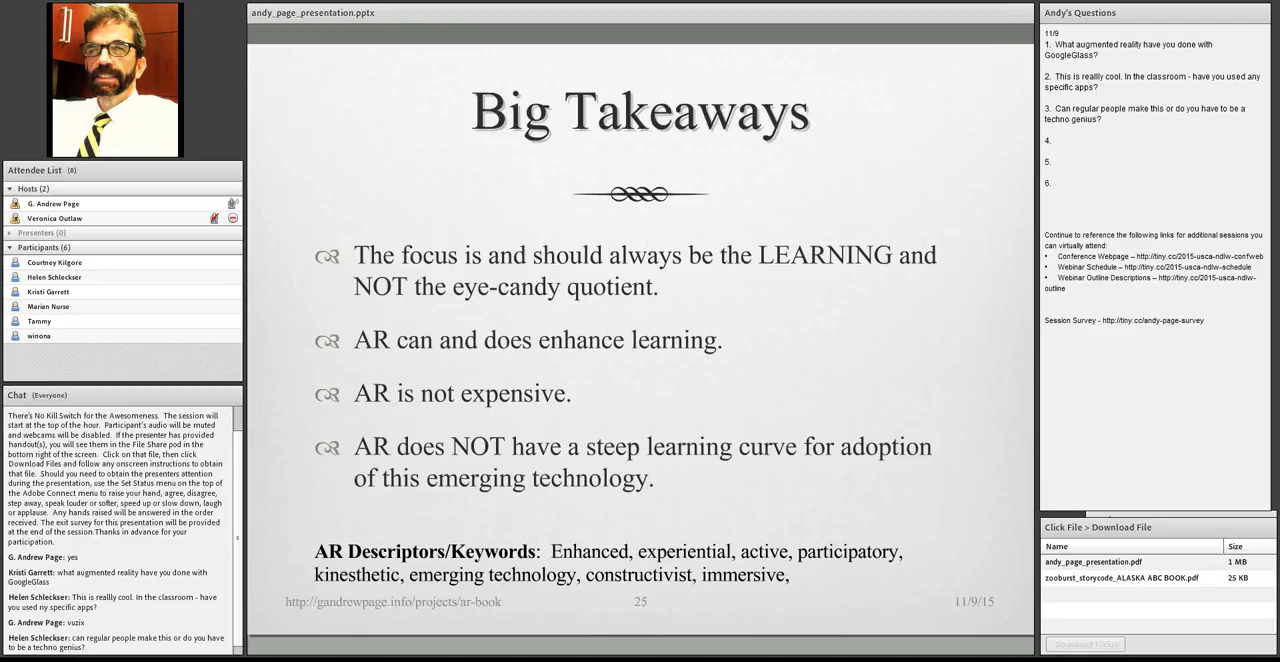 andy_page_presentation.pptx
Big Takeaways
The focus is and should always be the LEARNING and
NOT the eye-candy quotient.
AR can and does enhance learning.
AR is not expensive.
AR does NOT have a steep learning curve for adoption
of this emerging technology.
AR Descriptors/Keywords: Enhanced, experiential, active, participatory,
kinesthetic, emerging technology, constructivist, immersive,
http://gandrewpage.info/projects/ar-book
25
11/9/15
Attendee List (8)
Hosts (2)
G. Andrew Page
Veronica Outlaw
Presenters (0)
Participants (6)
Courtney Kilgore
Helen Schleckser
Kristi Garrett
Marian Nurse
Tammy
winona
Chat (Everyone)
There's No Kill Switch for the Awesomeness. The session will
start at the top of the hour. Participant's audio will be muted
and webcams will be disabled. If the presenter has provided
handout(s), you will see them in the File Share pod in the
bottom right of the screen. Click on that file, then click
Download Files and follow any onscreen instructions to obtain
that file. Should you need to obtain the presenters attention
during the presentation, use the Set Status menu on the top of
the Adobe Connect menu to raise your hand, agree, disagree,
step away, speak louder or softer, speed up or slow down, laugh
or applause. Any hands raised will be answered in the order
received. The exit survey for this presentation will be provided
at the end of the session.Thanks in advance for your
participation.
G. Andrew Page: yes
Kristi Garrett: what augmented reality have you done with
GoogleGlass
Helen Schleckser: This is reallly cool. In the classroom - have
you used ny specific apps?
G. Andrew Page: vuzix
Helen Schleckser: can regular people make this or do you have
to be a techno genius?
Andy's Questions
11/9
1. What augmented reality have you done with
GoogleGlass?
2. This is reallly cool. In the classroom - have you used any
specific apps?
3. Can regular people make this or do you have to be a
techno genius?
4.
5.
6.
Continue to reference the following links for additional sessions you
can virtually attend:
• Conference Webpage – http://tiny.cc/2015-usca-ndlw-confweb
• Webinar Schedule – http://tiny.cc/2015-usca-ndlw-schedule
• Webinar Outline Descriptions – http://tiny.cc/2015-usca-ndlw-
outline
Session Survey - http://tiny.cc/andy-page-survey
Click File > Download File
Name Size
andy_page_presentation.pdf 1 MB
zooburst_storycode_ALASKA ABC BOOK.pdf 25 KB
Download File(s)